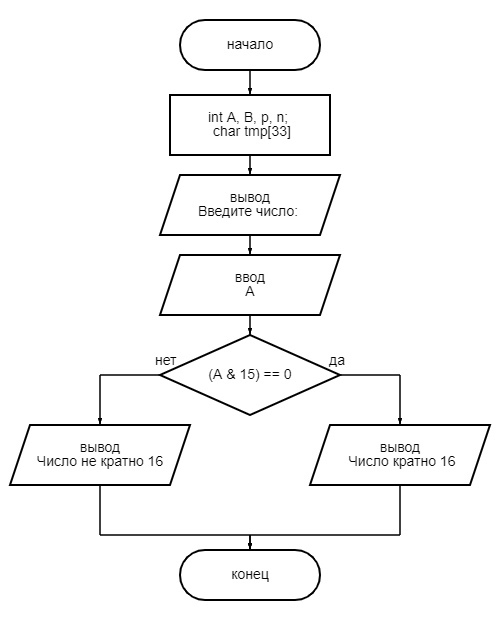 начало
int A, B, p, n;
char tmp[33]
вывод
Введите число:
ввод
A
нет
да
(A & 15) == 0
вывод
Число не кратно 16
вывод
Число кратно 16
конец